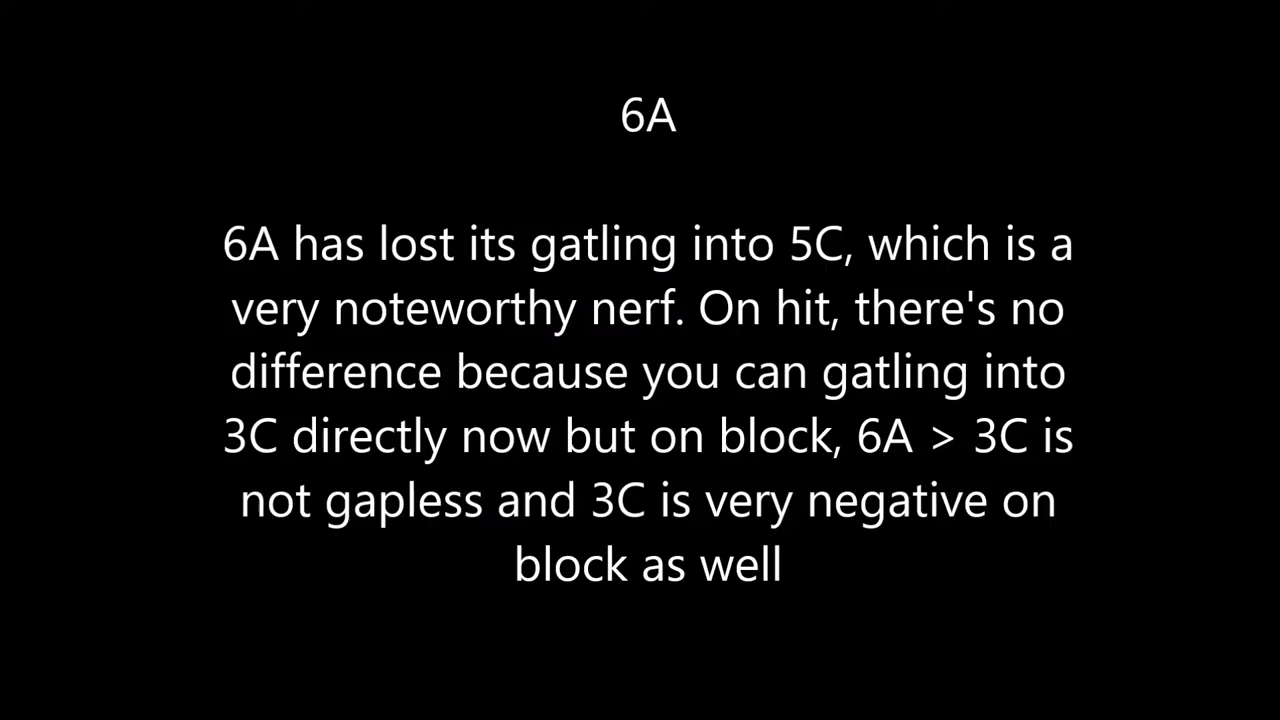 6A
6A has lost its gatling into 5C, which is a
very noteworthy nerf. On hit, there's no
difference because you can gatling into
3C directly now but on block, 6A > 3C is
not gapless and 3C is very negative on
block as well